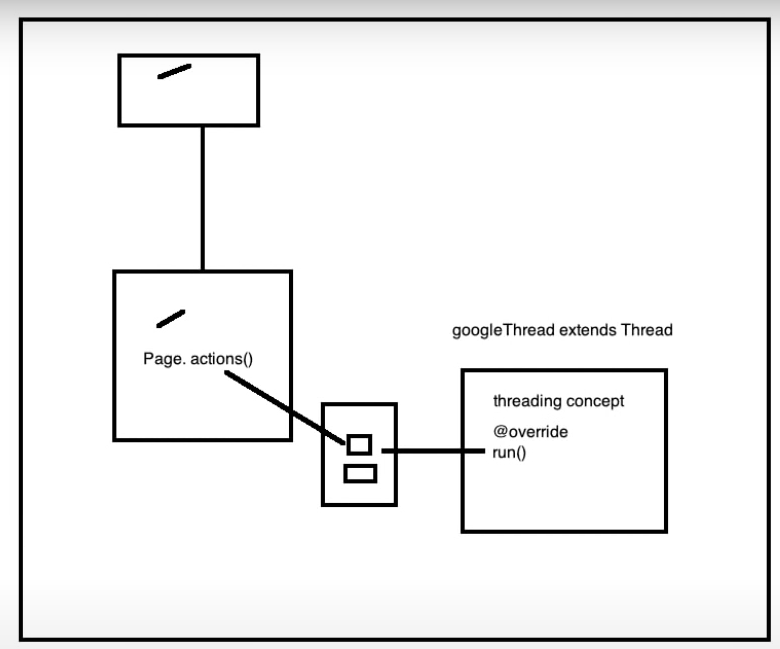 googleThread extends Thread
threading concept
Page. actions()
@override
run()